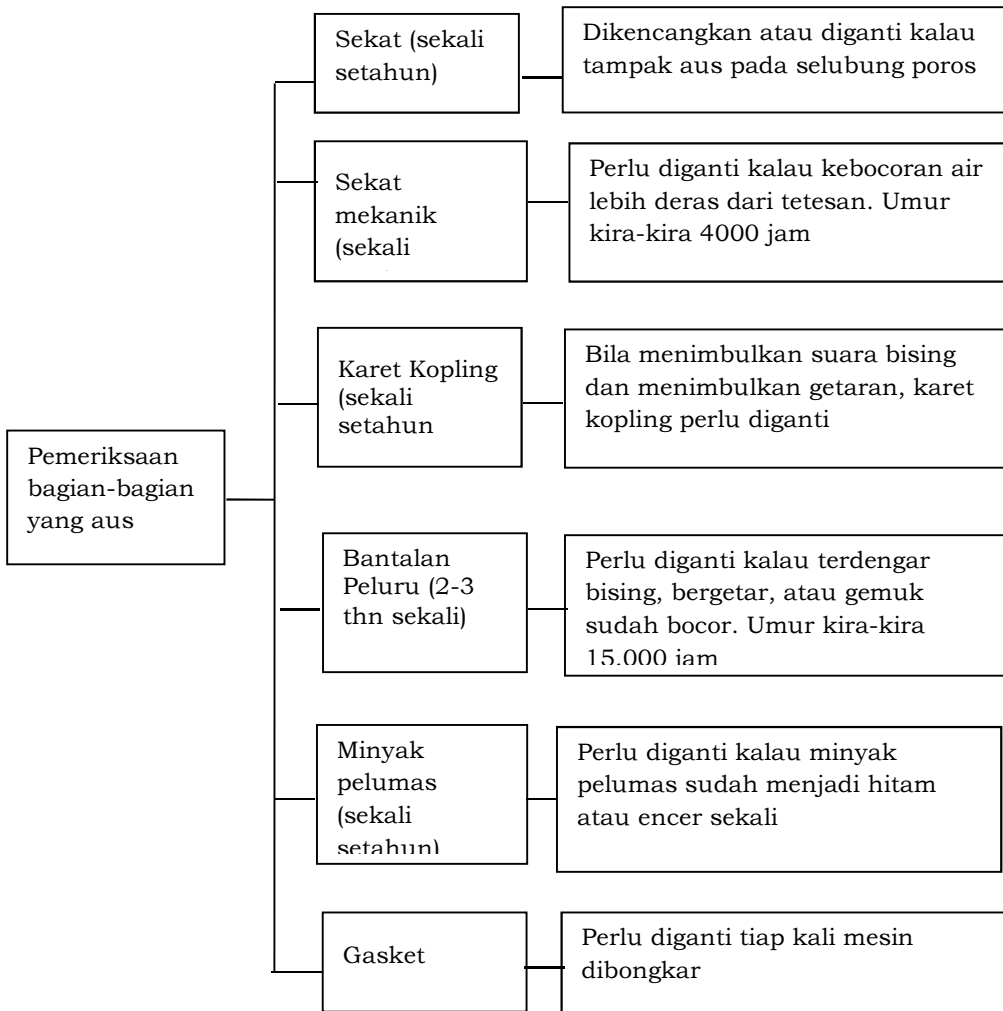 Sekat (sekali
setahun)
Dikencangkan atau diganti kalau
tampak aus pada selubung poros
Sekat
mekanik
(sekali
Perlu diganti kalau kebocoran air
lebih deras dari tetesan. Umur
kira-kira 4000 jam
Karet Kopling
(sekali
setahun
Bila menimbulkan suara bising
dan menimbulkan getaran, karet
kopling perlu diganti
Pemeriksaan
bagian-bagian
yang aus
Bantalan
Peluru (2-3
thn sekali)
Perlu diganti kalau terdengar
bising, bergetar, atau gemuk
sudah bocor. Umur kira-kira
15.000 jam
Minyak
pelumas
(sekali
setahun)
Perlu diganti kalau minyak
pelumas sudah menjadi hitam
atau encer sekali
Gasket
Perlu diganti tiap kali mesin
dibongkar